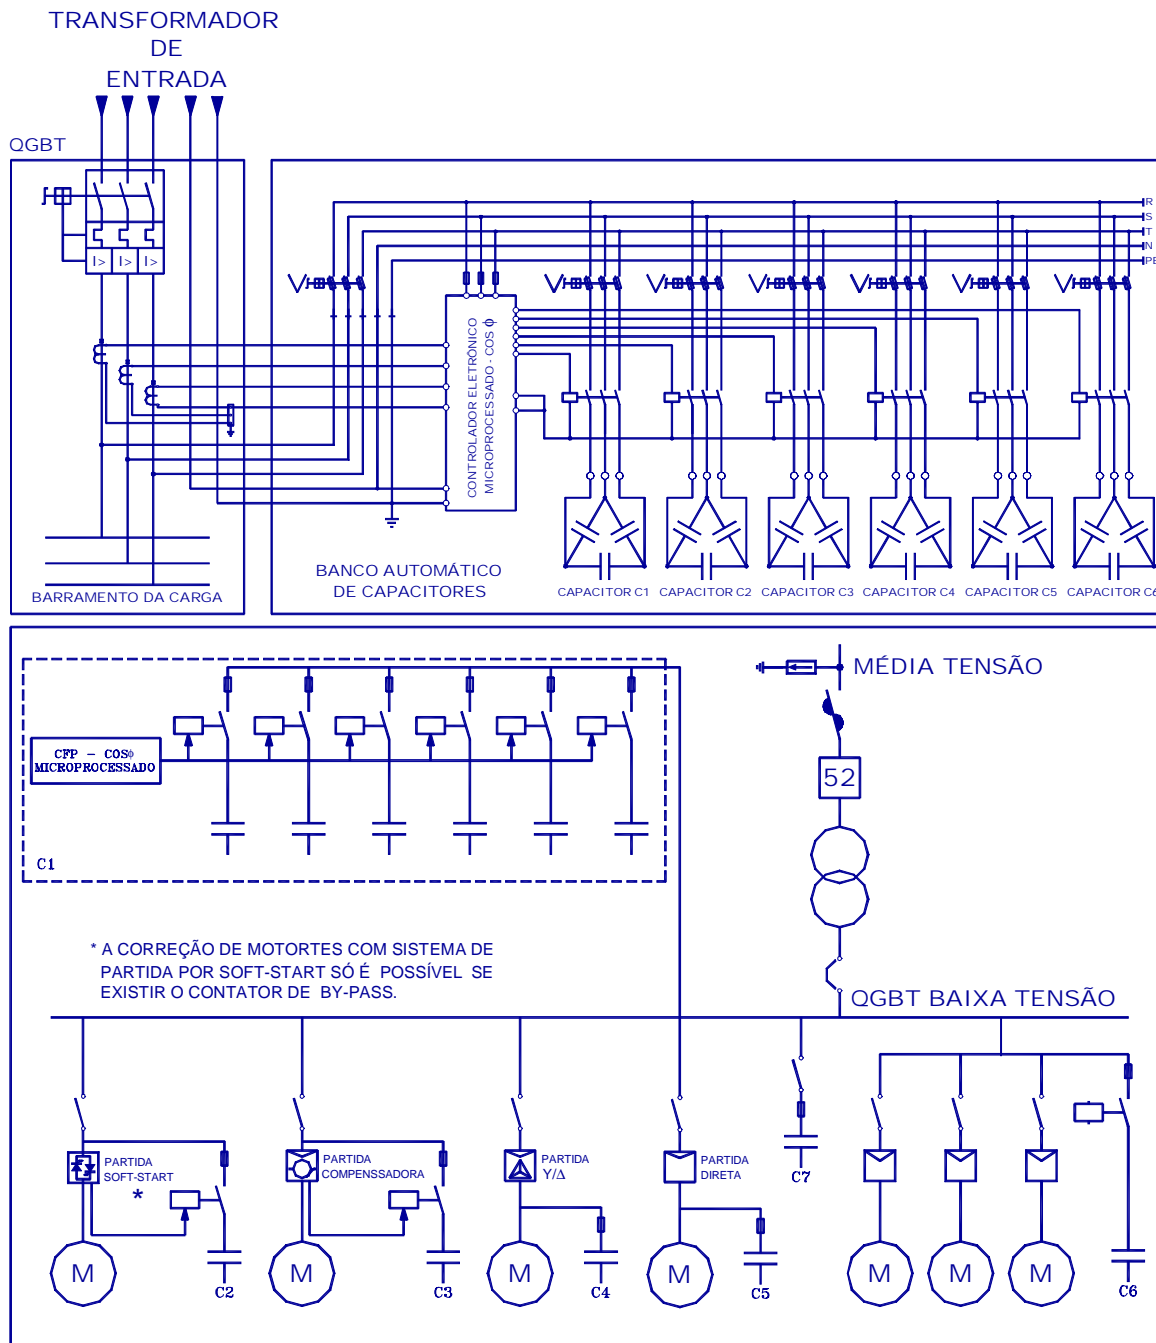 TRANSFORMADOR
DE
ENTRADA
QGBT
I> I> I>
R
S
T
N
PE
CONTROLADOR ELETRÔNICO
MICROPROCESSADO - COS ϕ
BARRAMENTO DA CARGA
BANCO AUTOMÁTICO
DE CAPACITORES
CAPACITOR C1 CAPACITOR C2 CAPACITOR C3 CAPACITOR C4 CAPACITOR C5 CAPACITOR C6
MÉDIA TENSÃO
CFP - COSϕ
MICROPROCESSADO
52
C1
* A CORREÇÃO DE MOTORTES COM SISTEMA DE
PARTIDA POR SOFT-START SÓ É POSSÍVEL SE
EXISTIR O CONTATOR DE BY-PASS.
QGBT BAIXA TENSÃO
PARTIDA
SOFT-START
*
PARTIDA
COMPENSSADORA
PARTIDA
Y/Δ
PARTIDA
DIRETA
C7
M M M M M M M
C2 C3 C4 C5 C6